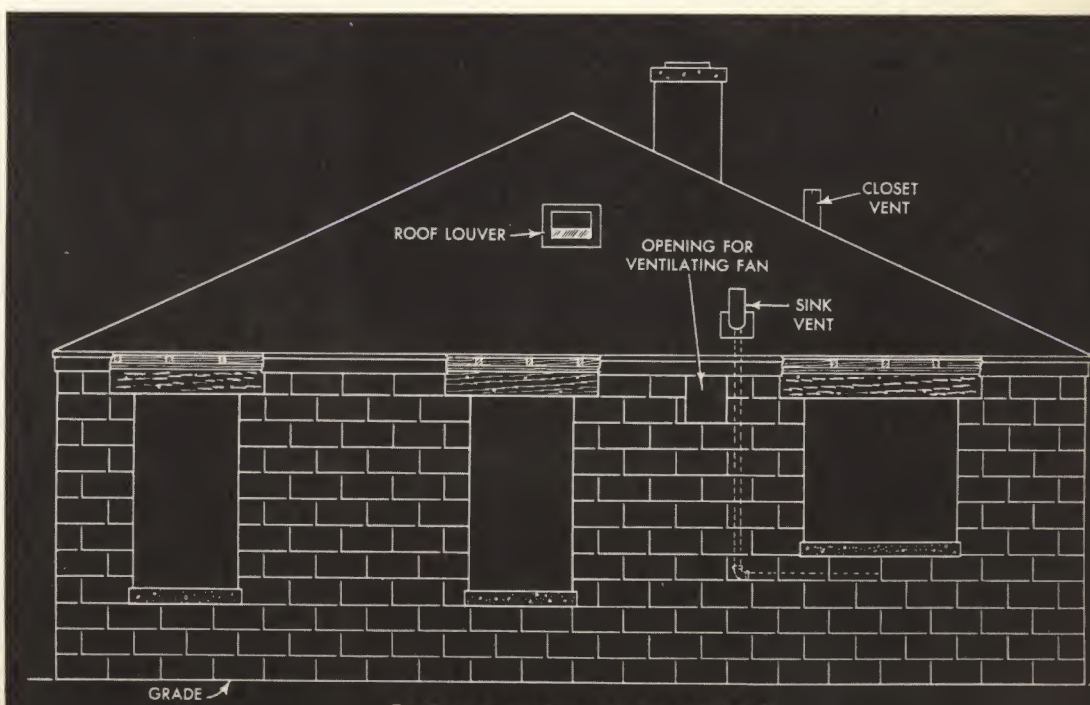 CLOSET
VENT
ROOF LOUVER
OPENING FOR
VENTILATING FAN
SINK
VENT
GRADE